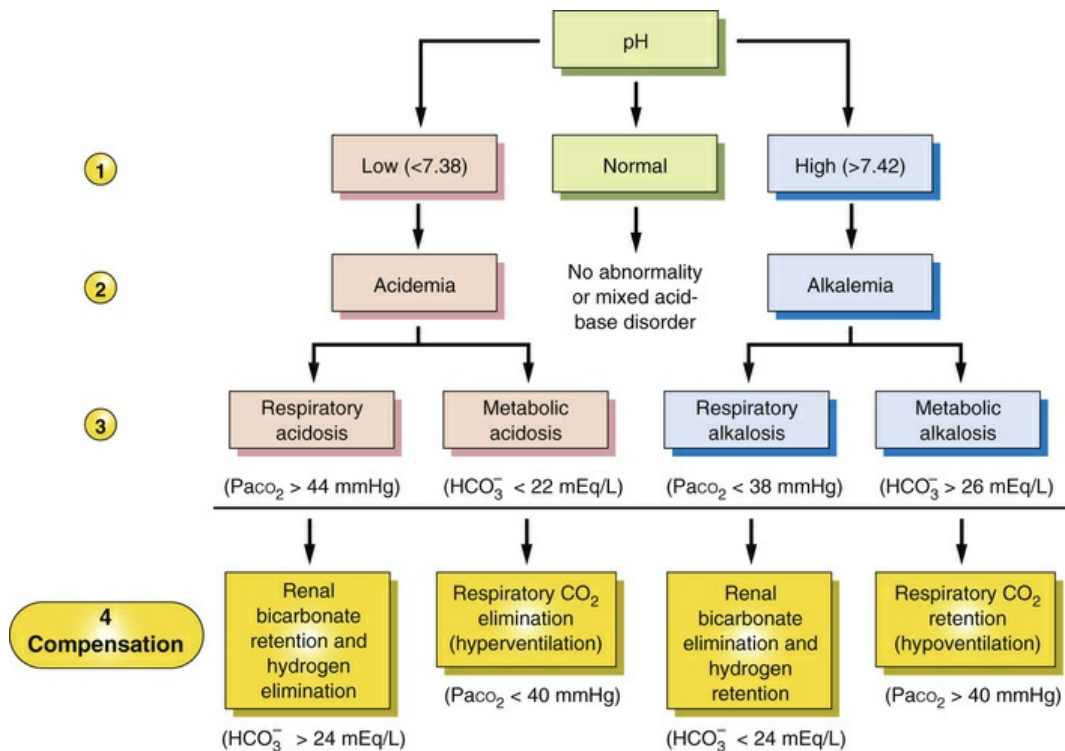 pH
1
Low (<7.38)
Normal
High (>7.42)
2
Acidemia
No abnormality
or mixed acid-
base disorder
Alkalemia
3
Respiratory
acidosis
Metabolic
acidosis
Respiratory
alkalosis
Metabolic
alkalosis
(PaCO₂ > 44 mmHg)
(HCO₃⁻ < 22 mEq/L)
(PaCO₂ < 38 mmHg)
(HCO₃⁻ > 26 mEq/L)
4
Compensation
Renal
bicarbonate
retention and
hydrogen
elimination
(HCO₃⁻ > 24 mEq/L)
Respiratory CO₂
elimination
(hyperventilation)
(PaCO₂ < 40 mmHg)
Renal
bicarbonate
elimination and
hydrogen
retention
(HCO₃⁻ < 24 mEq/L)
Respiratory CO₂
retention
(hypoventilation)
(PaCO₂ > 40 mmHg)